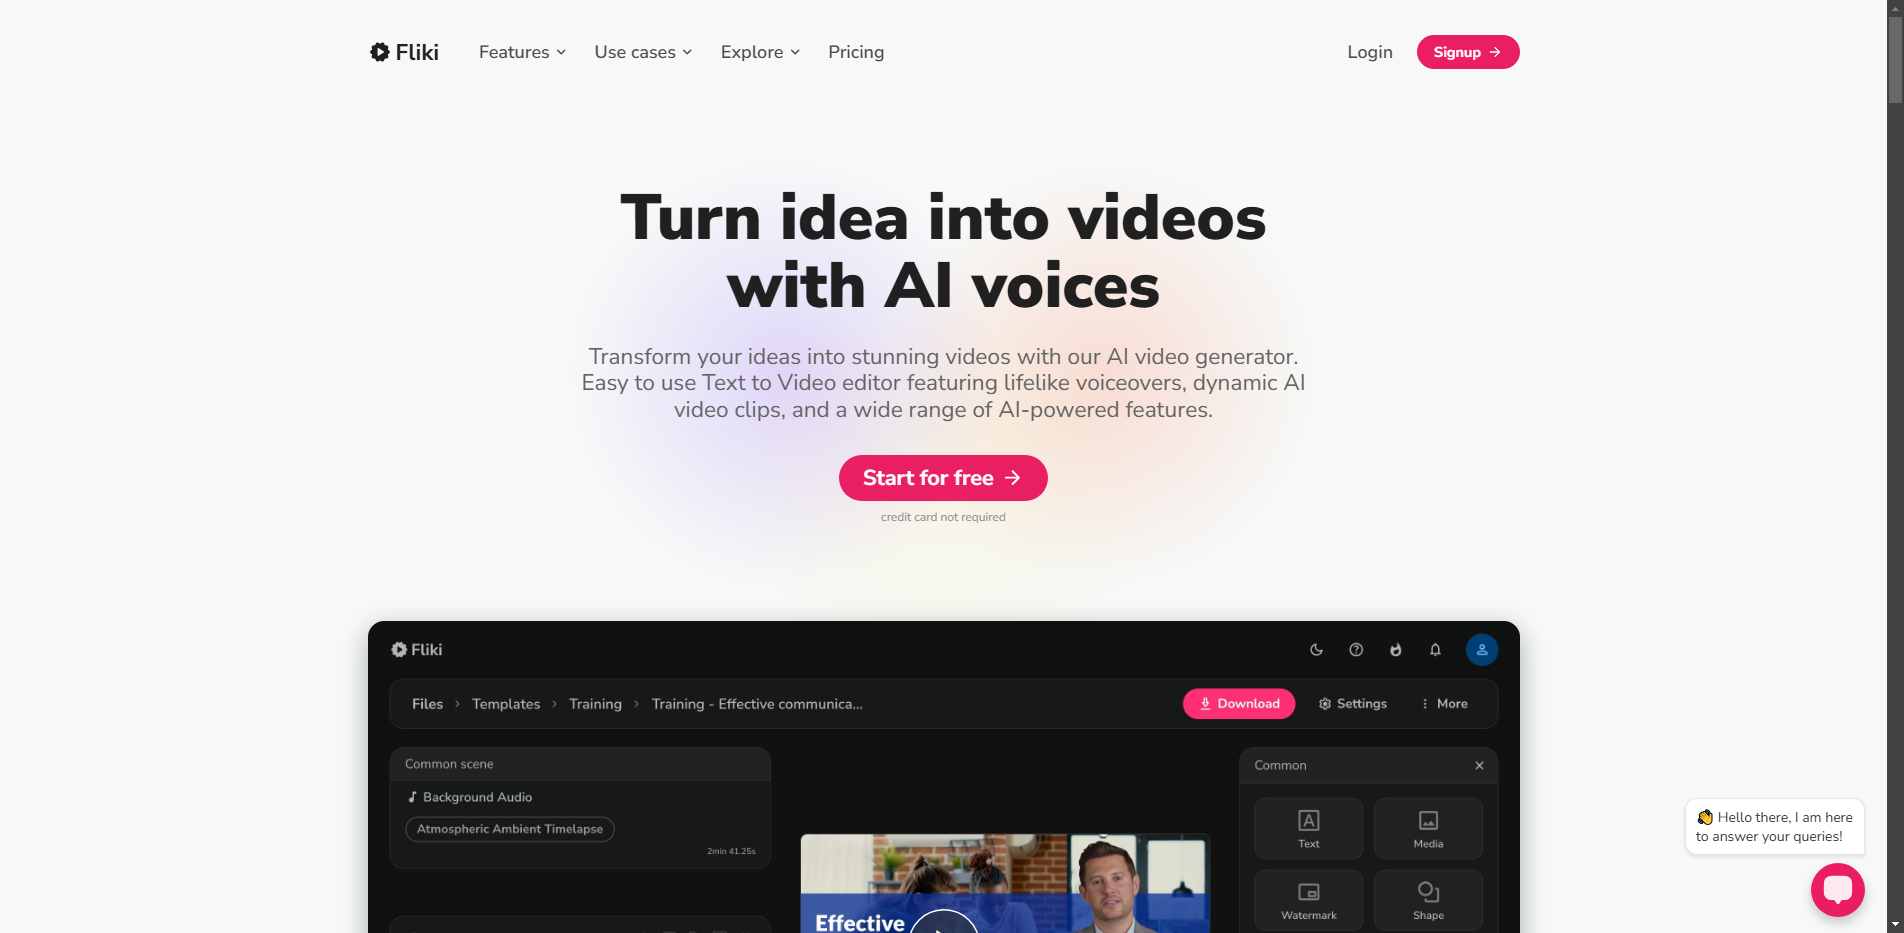 Fliki
Features
Use cases
Explore
Pricing
Login
Signup
Turn idea into videos
with AI voices
Transform your ideas into stunning videos with our AI video generator.
Easy to use Text to Video editor featuring lifelike voiceovers, dynamic AI
video clips, and a wide range of AI-powered features.
Start for free
credit card not required
Fliki
Files > Templates > Training > Training - Effective communica...
Download
Settings
More
Common scene
Background Audio
Atmospheric Ambient Timelapse
2min 41.25s
Effective
Common
Text
Media
Watermark
Shape
👋 Hello there, I am here
to answer your queries!